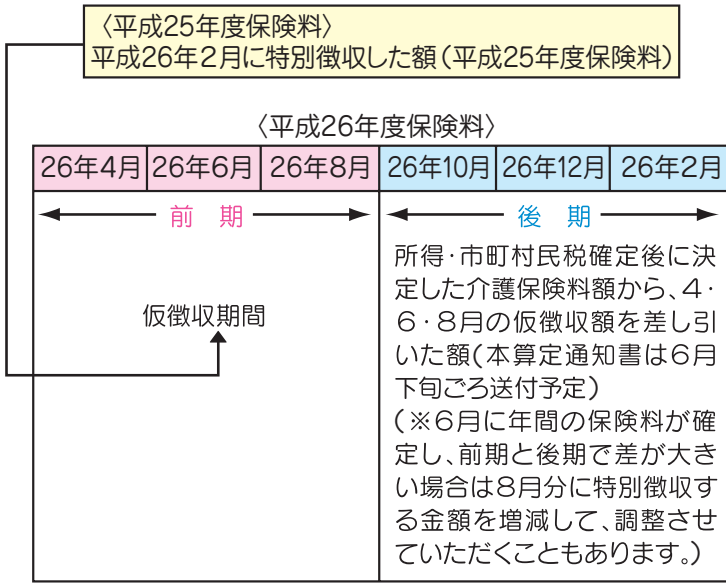 〈平成25年度保険料〉
平成26年2月に特別徴収した額(平成25年度保険料)
〈平成26年度保険料〉
26年4月 26年6月 26年8月 26年10月 26年12月 26年2月
前 期 後 期
仮徴収期間
所得・市町村民税確定後に決
定した介護保険料額から、4・
6・8月の仮徴収額を差し引
いた額(本算定通知書は6月
下旬ごろ送付予定)
(※6月に年間の保険料が確
定し、前期と後期で差が大き
い場合は8月分に特別徴収す
る金額を増減して、調整させ
ていただくこともあります。)